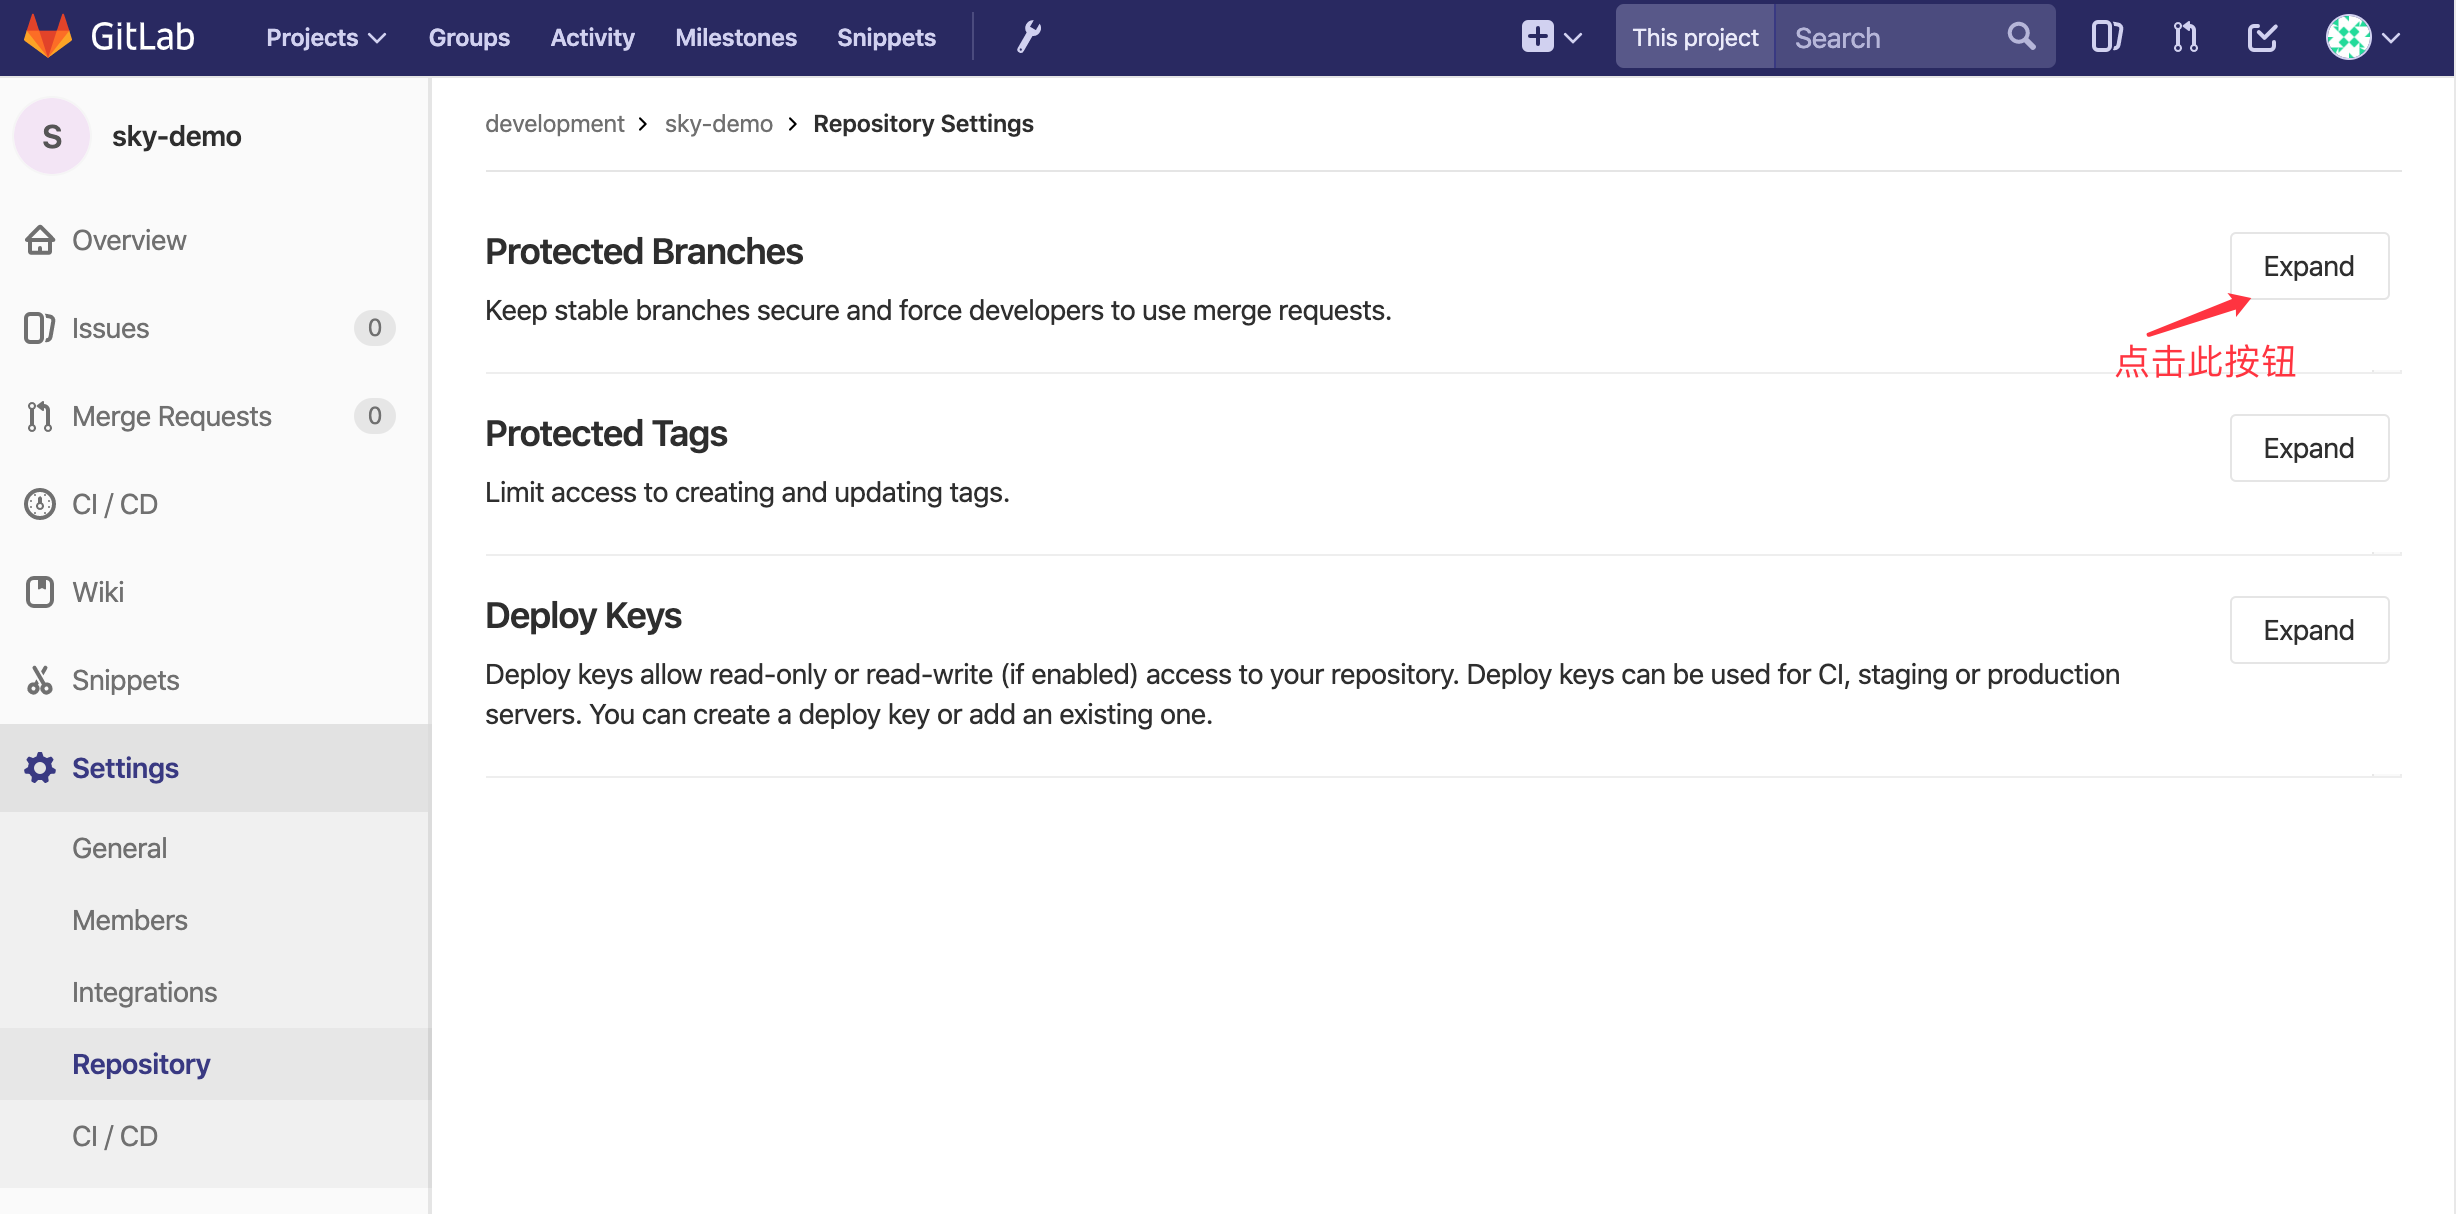 GitLab Projects Groups Activity Milestones Snippets This project Search
S sky-demo
Overview
Issues 0
Merge Requests 0
CI / CD
Wiki
Snippets
Settings
General
Members
Integrations
Repository
CI / CD
development > sky-demo > Repository Settings
Protected Branches
Expand
Keep stable branches secure and force developers to use merge requests.
点击此按钮
Protected Tags
Expand
Limit access to creating and updating tags.
Deploy Keys
Expand
Deploy keys allow read-only or read-write (if enabled) access to your repository. Deploy keys can be used for CI, staging or production
servers. You can create a deploy key or add an existing one.